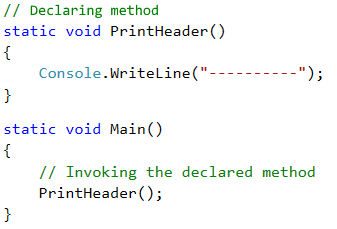 // Declaring method
static void PrintHeader()
{
    Console.WriteLine("----------");
}
static void Main()
{
    // Invoking the declared method
    PrintHeader();
}